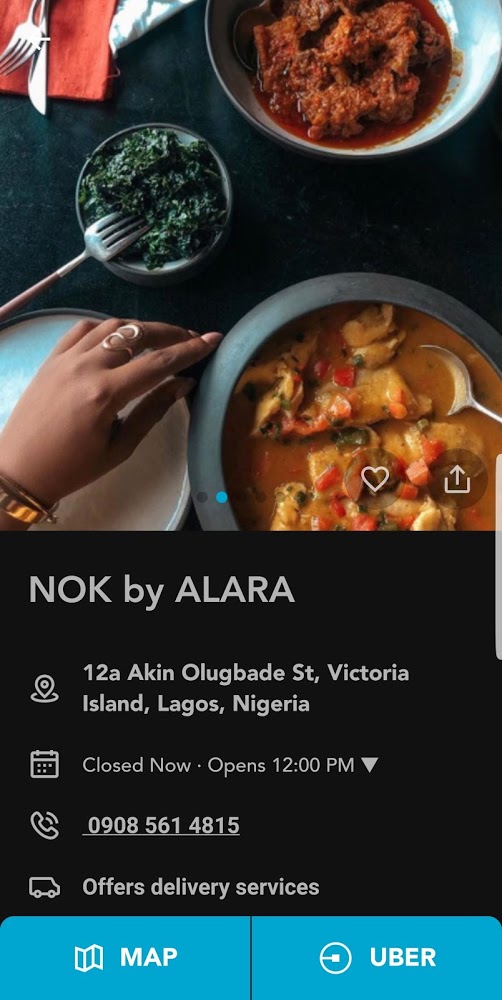 NOK by ALARA
12a Akin Olugbade St, Victoria
Island, Lagos, Nigeria
Closed Now · Opens 12:00 PM ▼
0908 561 4815
Offers delivery services
MAP
UBER